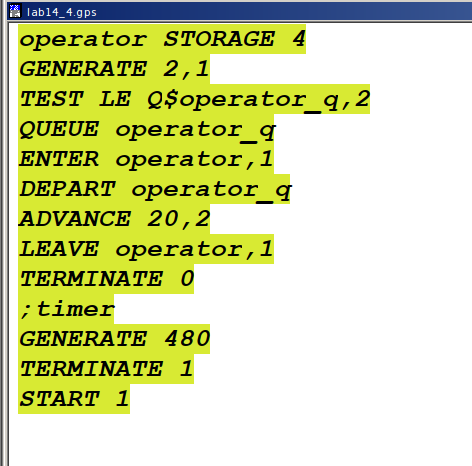 lab14_4.gps
operator STORAGE 4
GENERATE 2,1
TEST LE Q$operator_q,2
QUEUE operator_q
ENTER operator,1
DEPART operator_q
ADVANCE 20,2
LEAVE operator,1
TERMINATE 0
;timer
GENERATE 480
TERMINATE 1
START 1